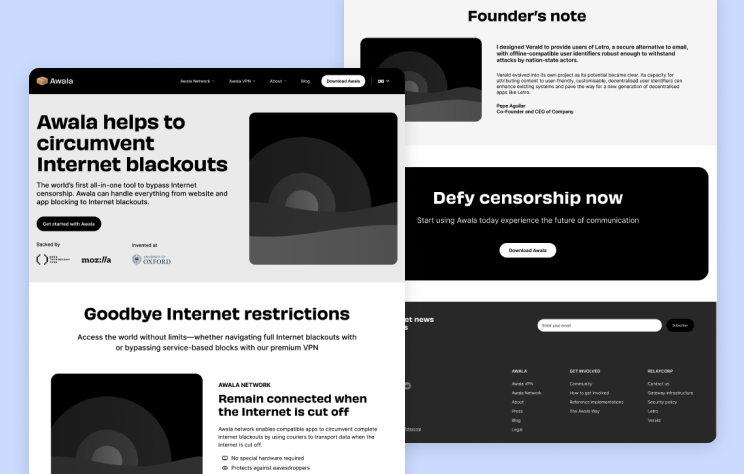 Awala
Awala Network
Awala VPN
About
Blog
Download Awala
Awala helps to
circumvent
Internet blackouts
The world's first all-in-one tool to bypass Internet
censorship. Awala can handle everything from website and
app blocking to Internet blackouts.
Get started with Awala
Backed by
Invented at
OPEN
TECHNOLOGY
FUND
moz://a
UNIVERSITY OF
OXFORD
Goodbye Internet restrictions
Access the world without limits—whether navigating full Internet blackouts with
or bypassing service-based blocks with our premium VPN
AWALA NETWORK
Remain connected when
the Internet is cut off
Awala network enables compatible apps to circumvent complete
Internet blackouts by using couriers to transport data when the
Internet is cut off.
No special hardware required
Protects against eavesdroppers
Founder's note
I designed Veraid to provide users of Letro, a secure alternative to email,
with offline-compatible user identifiers robust enough to withstand
attacks by nation-state actors.
Veraid evolved into its own project as its potential became clear. Its capacity for
attributing content to user-friendly, customisable, decentralised user identifiers can
enhance existing systems and pave the way for a new generation of decentralised
apps like Letro.
Pepe Aguilar
Co-Founder and CEO of Company
Defy censorship now
Start using Awala today experience the future of communication
Download Awala
et news
s
Enter your email
Subscribe
AWALA
Awala VPN
Awala Network
About
Press
Blog
Legal
GET INVOLVED
Community
How to get involved
Reference implementations
The Awala Way
RELAYCORP
Contact us
Gateway infrastructure
Security policy
Letro
VeraId